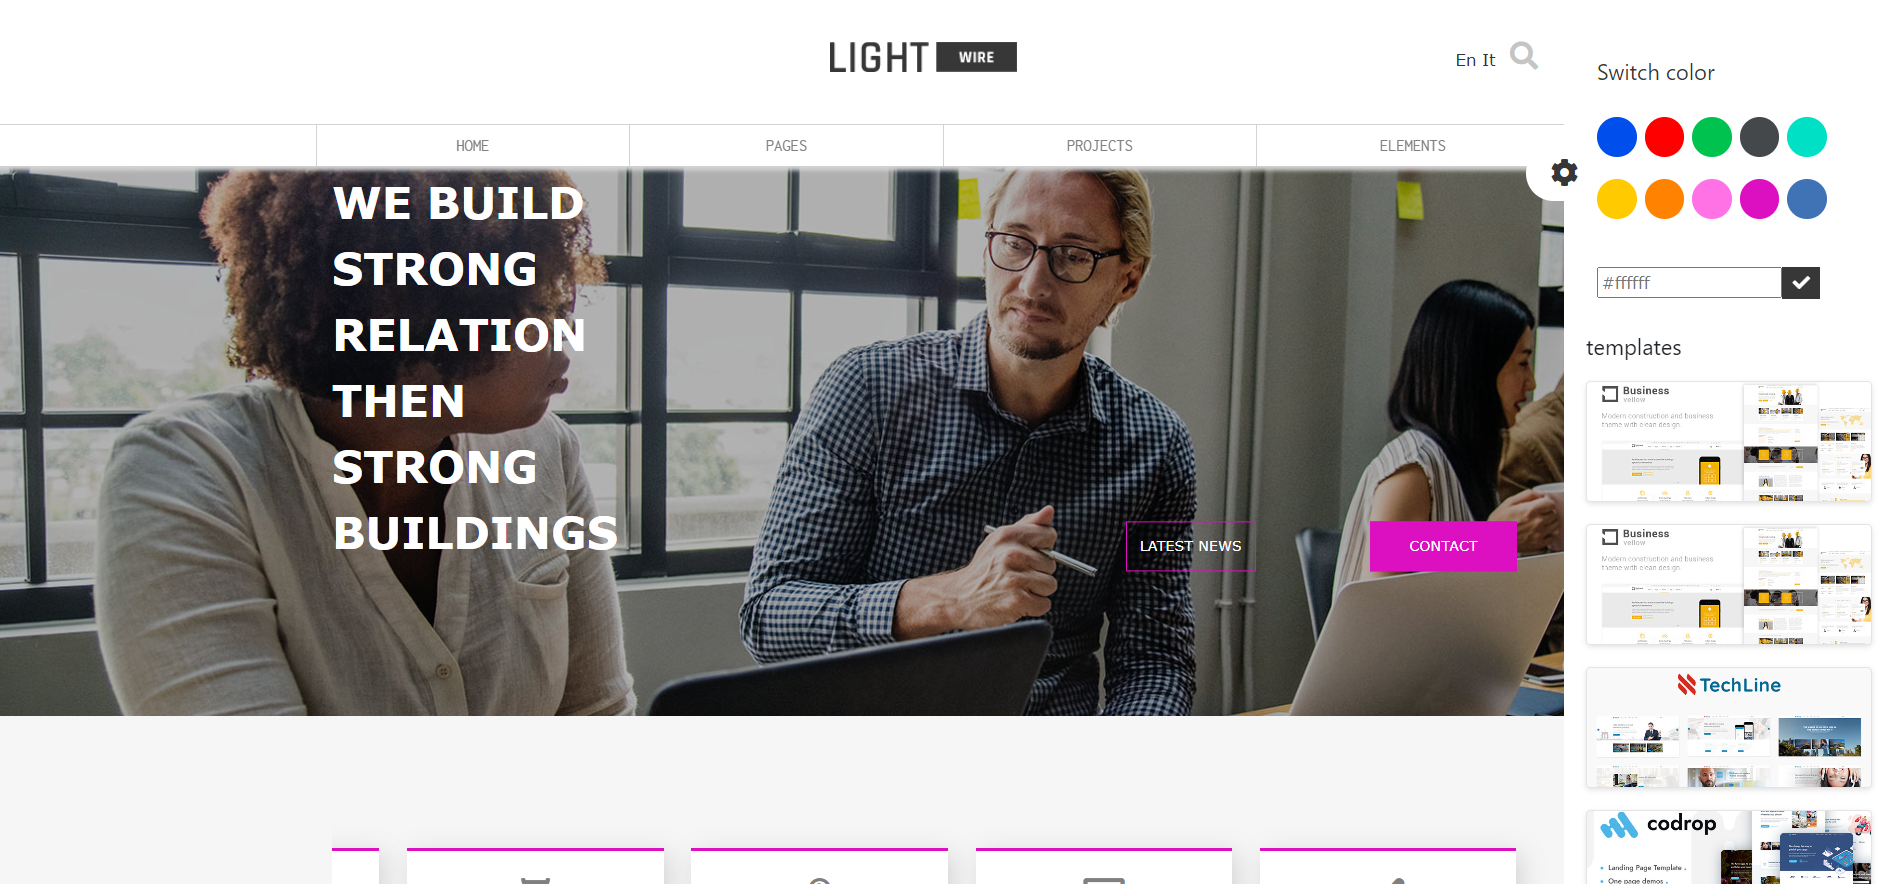 LIGHT WIRE
En It
HOME
PAGES
PROJECTS
ELEMENTS
WE BUILD
STRONG
RELATION
THEN
STRONG
BUILDINGS
LATEST NEWS
CONTACT
Switch color
#ffffff
templates
Business
yellow
Modern construction and business
theme with clean design.
Business
yellow
Modern construction and business
theme with clean design.
TechLine
codrop
Landing Page Template
One page demos